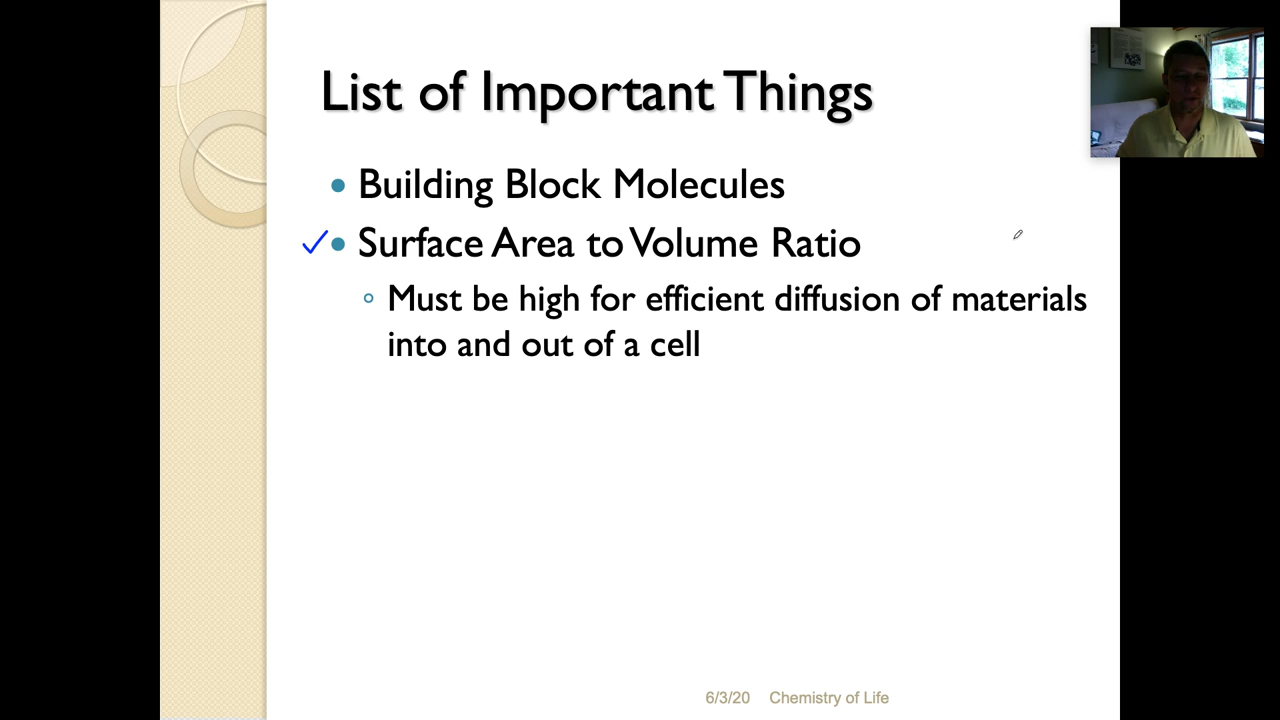 List of Important Things
Building Block Molecules
Surface Area to Volume Ratio
Must be high for efficient diffusion of materials
into and out of a cell
6/3/20 Chemistry of Life